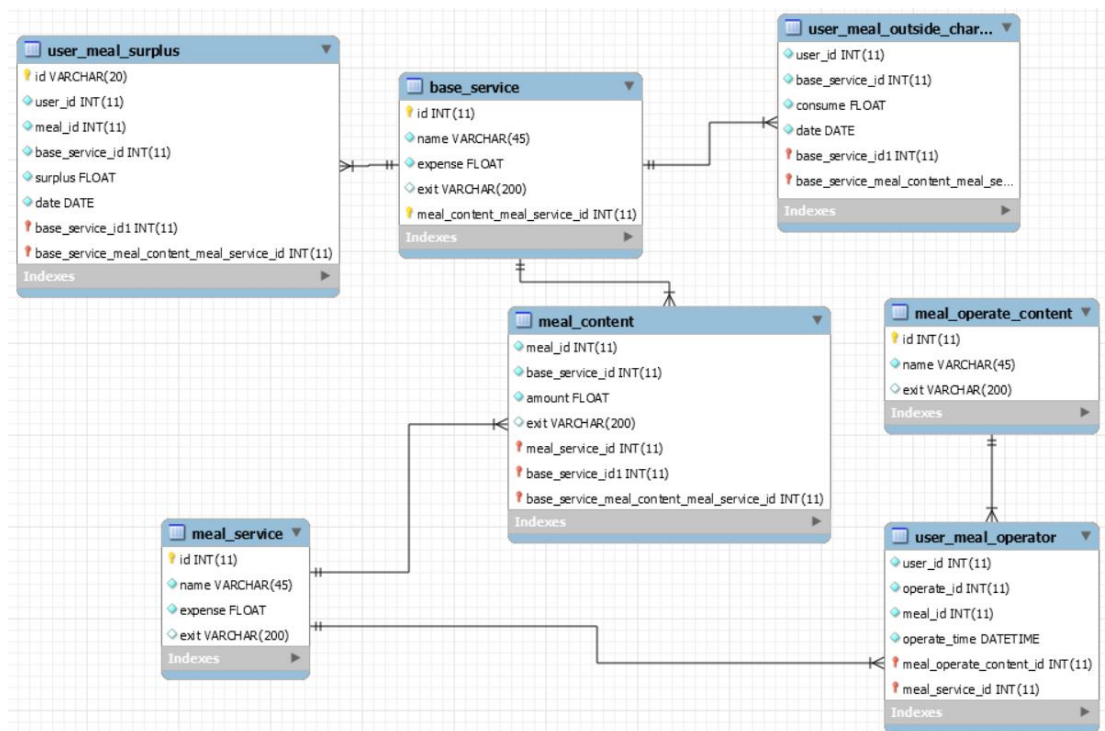 user_meal_surplus
id VARCHAR(20)
user_id INT(11)
meal_id INT(11)
base_service_id INT(11)
surplus FLOAT
date DATE
base_service_id1 INT(11)
base_service_meal_content_meal_service_id INT(11)
Indexes
base_service
id INT(11)
name VARCHAR(45)
expense FLOAT
exit VARCHAR(200)
meal_content_meal_service_id INT(11)
Indexes
user_meal_outside_char...
user_id INT(11)
base_service_id INT(11)
consume FLOAT
date DATE
base_service_id1 INT(11)
base_service_meal_content_meal_se...
Indexes
meal_content
meal_id INT(11)
base_service_id INT(11)
amount FLOAT
exit VARCHAR(200)
meal_service_id INT(11)
base_service_id1 INT(11)
base_service_meal_content_meal_service_id INT(11)
Indexes
meal_operate_content
id INT(11)
name VARCHAR(45)
exit VARCHAR(200)
Indexes
meal_service
id INT(11)
name VARCHAR(45)
expense FLOAT
exit VARCHAR(200)
Indexes
user_meal_operator
user_id INT(11)
operate_id INT(11)
meal_id INT(11)
operate_time DATETIME
meal_operate_content_id INT(11)
meal_service_id INT(11)
Indexes